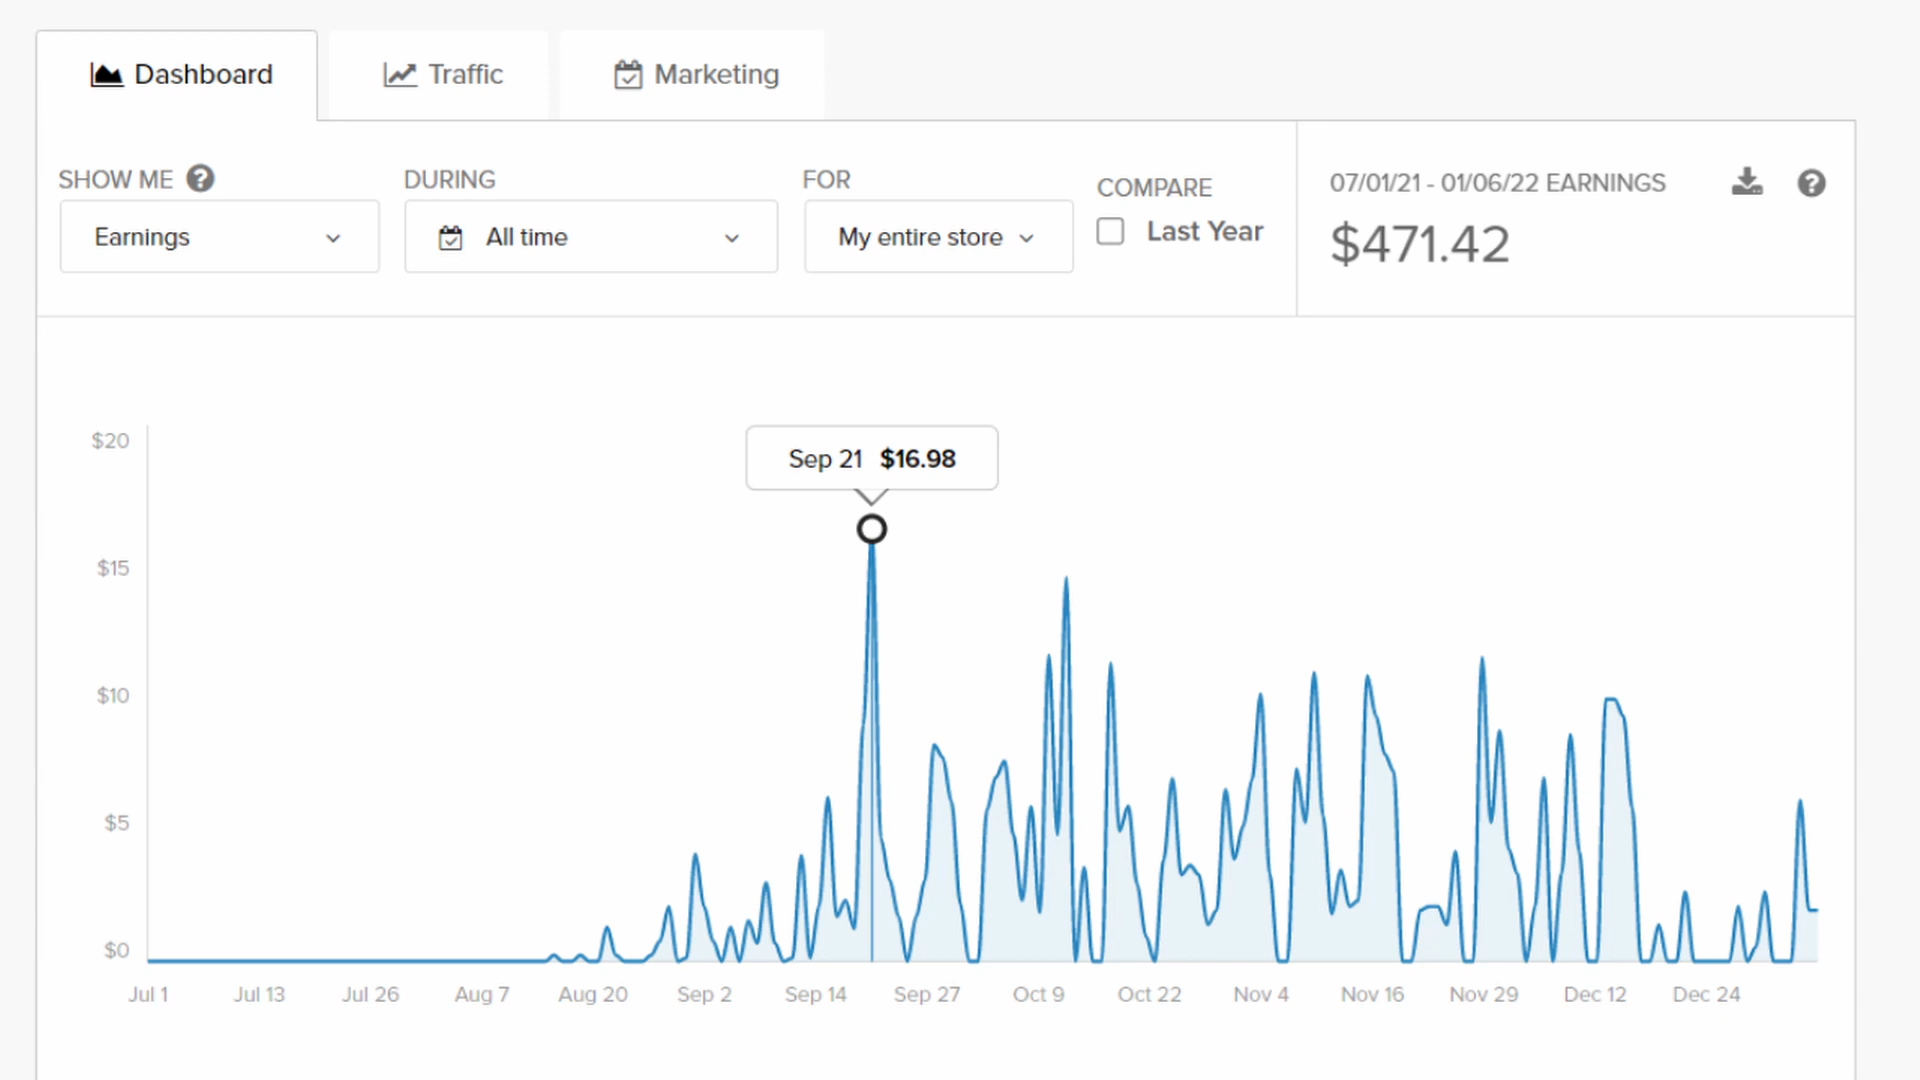 Dashboard
Traffic
Marketing
SHOW ME
DURING
FOR
COMPARE
Earnings
All time
My entire store
Last Year
07/01/21 - 01/06/22 EARNINGS
$471.42
Sep 21 $16.98
$20
$15
$10
$5
$0
Jul 1 Jul 13 Jul 26 Aug 7 Aug 20 Sep 2 Sep 14 Sep 27 Oct 9 Oct 22 Nov 4 Nov 16 Nov 29 Dec 12 Dec 24